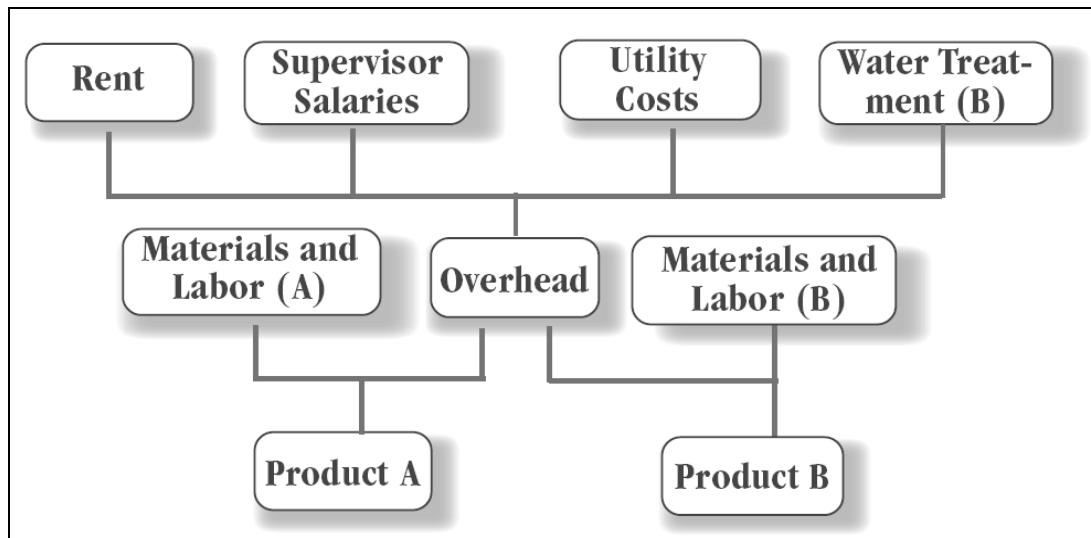 Rent
Supervisor
Salaries
Utility
Costs
Water Treat-
ment (B)
Materials and
Labor (A)
Overhead
Materials and
Labor (B)
Product A
Product B